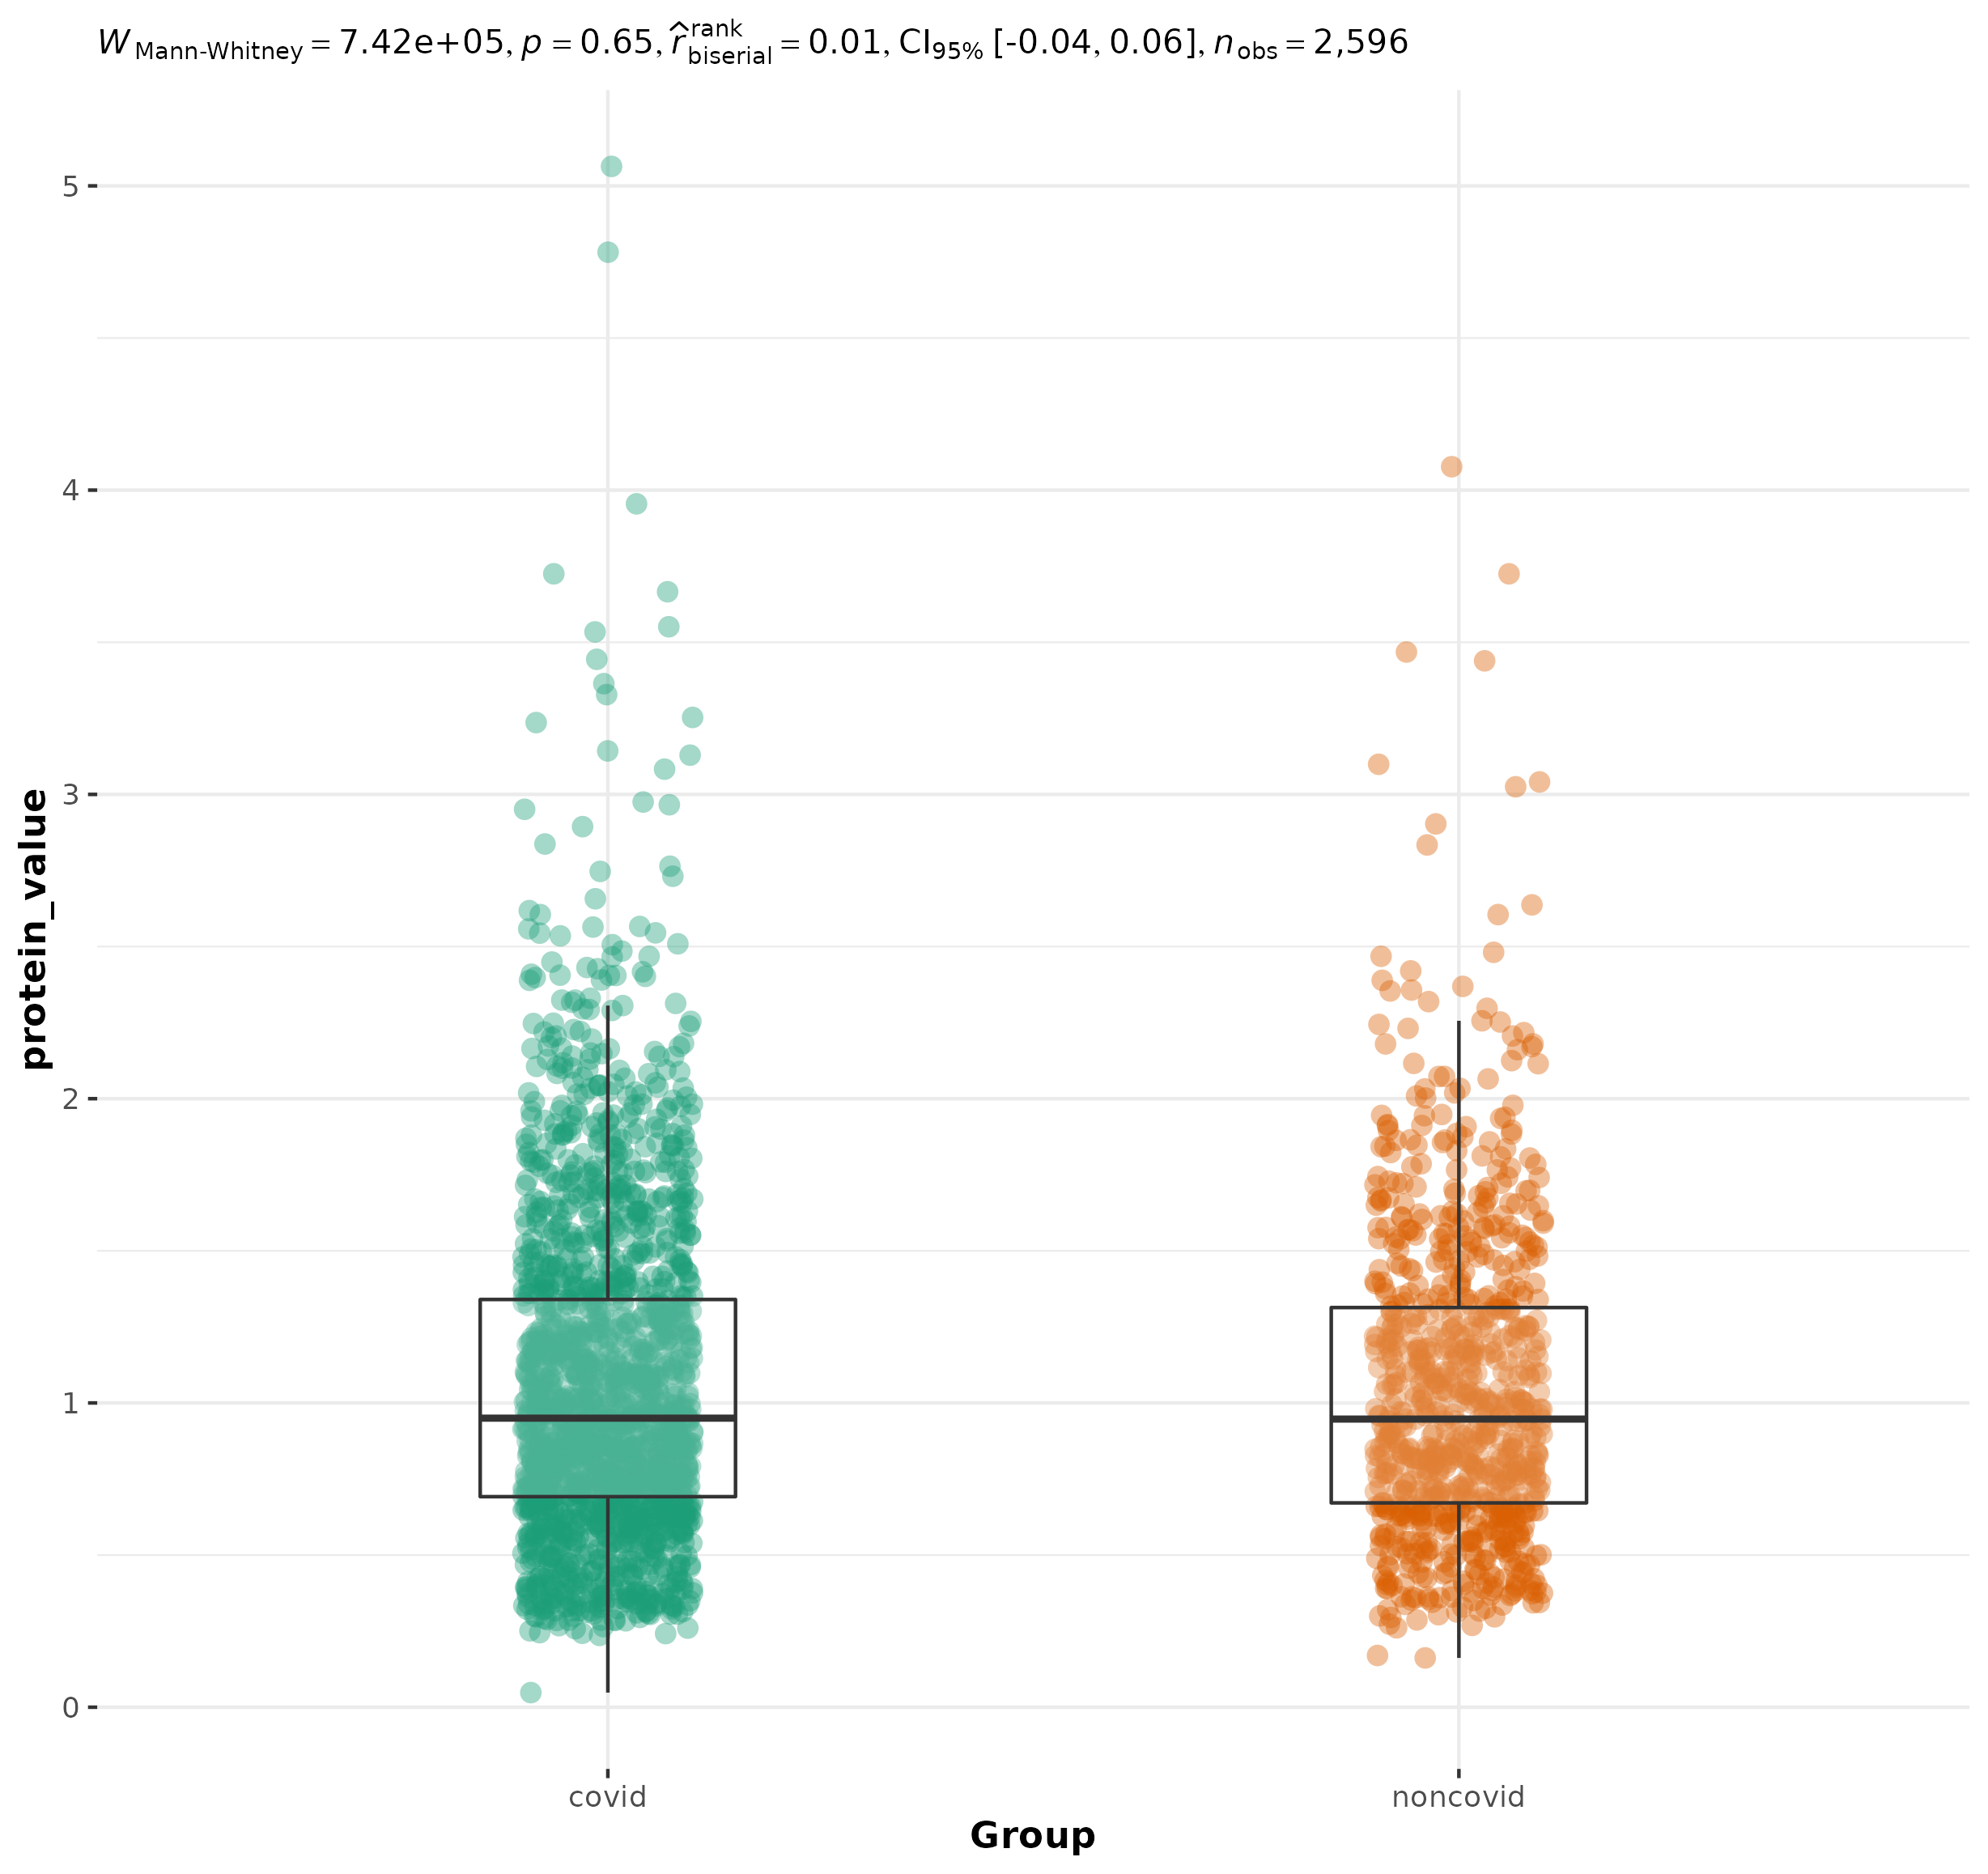 W Mann-Whitney = 7.42e+05, p = 0.65, r̂ rank biserial = 0.01, CI95% [-0.04, 0.06], n obs = 2,596
5
4
3
2
1
0
protein_value
covid noncovid
Group